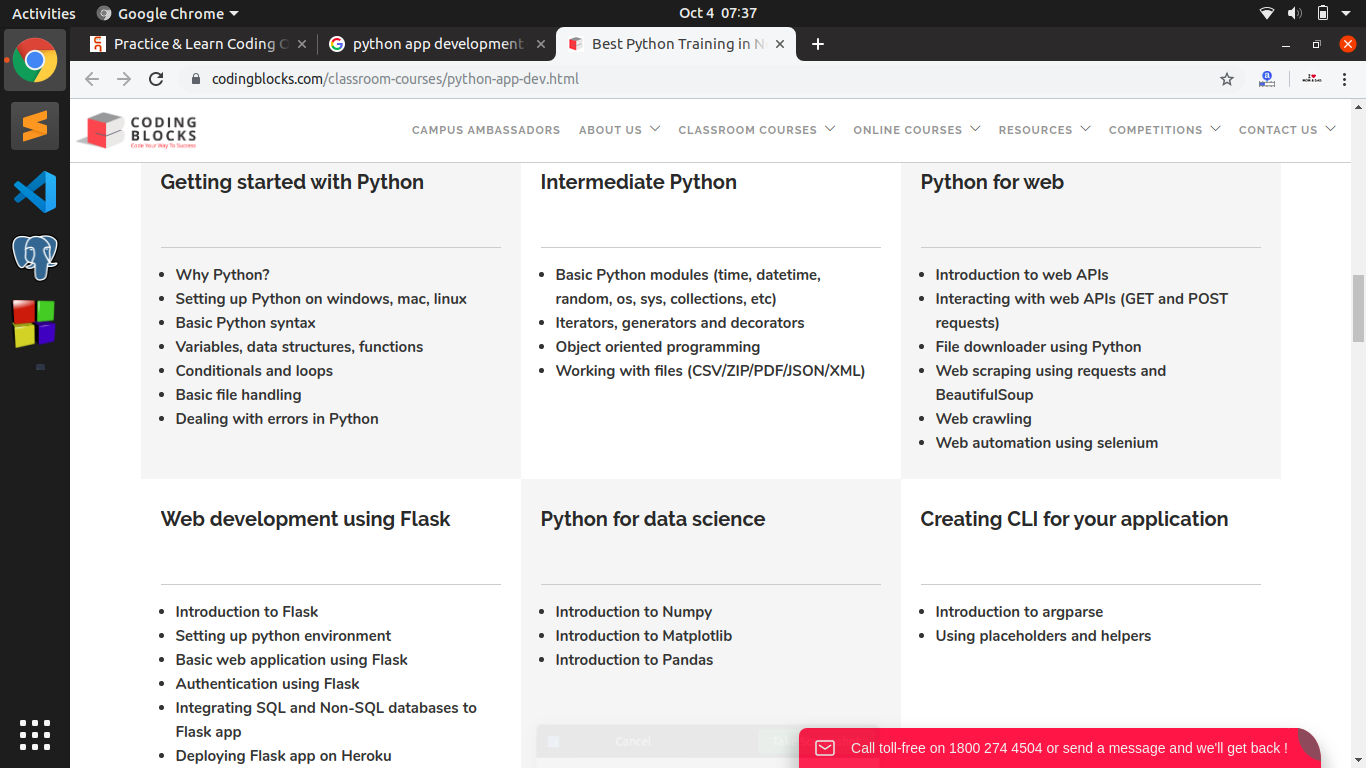 Activities
Google Chrome
Oct 4 07:37
Practice & Learn Coding
python app development
Best Python Training in
codingblocks.com/classroom-courses/python-app-dev.html
CODING
BLOCKS
Code Your Way To Success
CAMPUS AMBASSADORS
ABOUT US
CLASSROOM COURSES
ONLINE COURSES
RESOURCES
COMPETITIONS
CONTACT US
Getting started with Python
Why Python?
Setting up Python on windows, mac, linux
Basic Python syntax
Variables, data structures, functions
Conditionals and loops
Basic file handling
Dealing with errors in Python
Intermediate Python
Basic Python modules (time, datetime,
random, os, sys, collections, etc)
Iterators, generators and decorators
Object oriented programming
Working with files (CSV/ZIP/PDF/JSON/XML)
Python for web
Introduction to web APIs
Interacting with web APIs (GET and POST
requests)
File downloader using Python
Web scraping using requests and
BeautifulSoup
Web crawling
Web automation using selenium
Web development using Flask
Introduction to Flask
Setting up python environment
Basic web application using Flask
Authentication using Flask
Integrating SQL and Non-SQL databases to
Flask app
Deploying Flask app on Heroku
Python for data science
Introduction to Numpy
Introduction to Matplotlib
Introduction to Pandas
Cancel
Creating CLI for your application
Introduction to argparse
Using placeholders and helpers
Call toll-free on 1800 274 4504 or send a message and we'll get back !